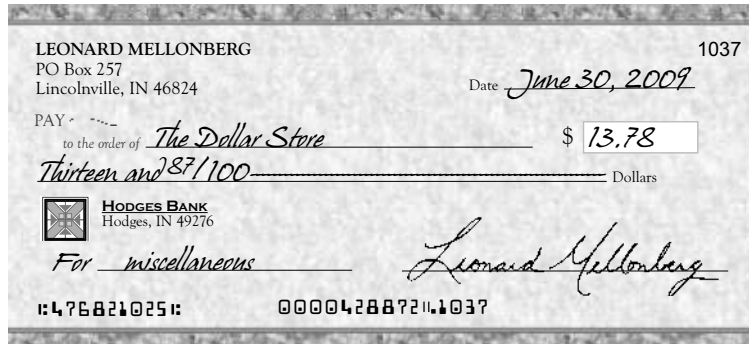 LEONARD MELLONBERG
1037
PO Box 257
Lincolnville, IN 46824
Date June 30, 2009
PAY
to the order of The Dollar Store $ 13.78
Thirteen and 87/100 Dollars
HODGES BANK
Hodges, IN 49276
For miscellaneous Leonard Mellonberg
⑆476821025⑆ 0000428872⑈1037